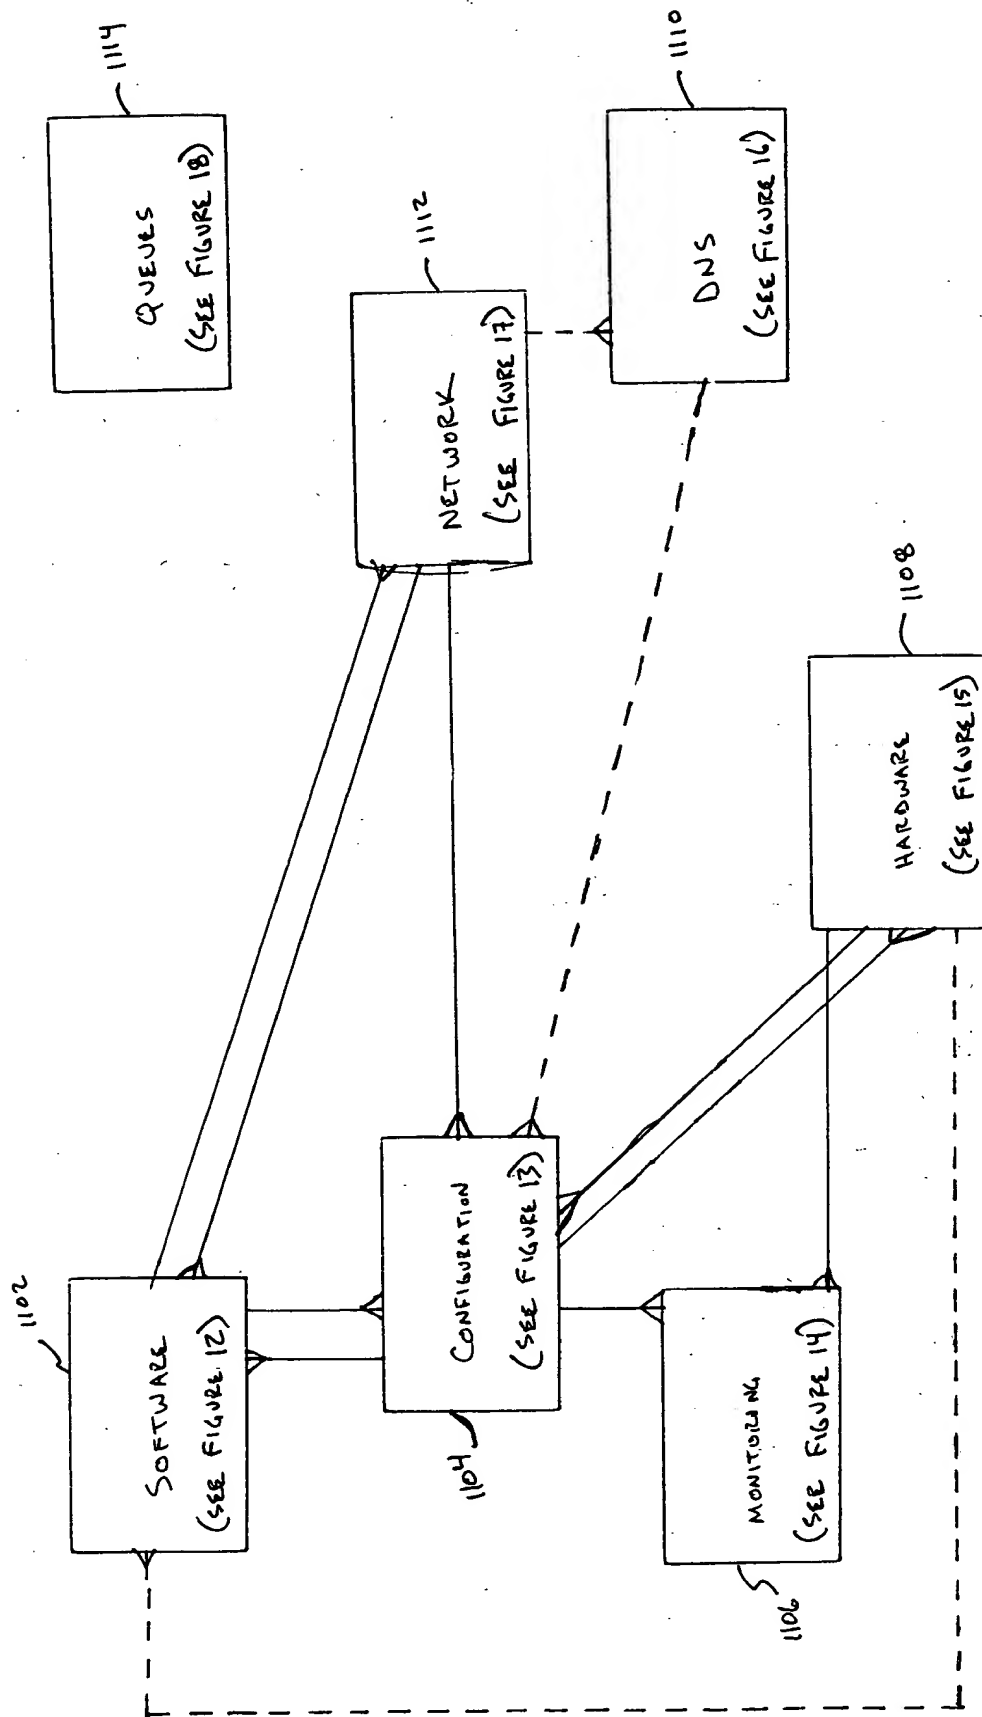 1102
SOFTWARE
(SEE FIGURE 12)
1104
CONFIGURATION
(SEE FIGURE 13)
1106
MONITORING
(SEE FIGURE 14)
1112
NETWORK
(SEE FIGURE 17)
1114
QUEUES
(SEE FIGURE 18)
1110
DNS
(SEE FIGURE 16)
1108
HARDWARE
(SEE FIGURE 15)